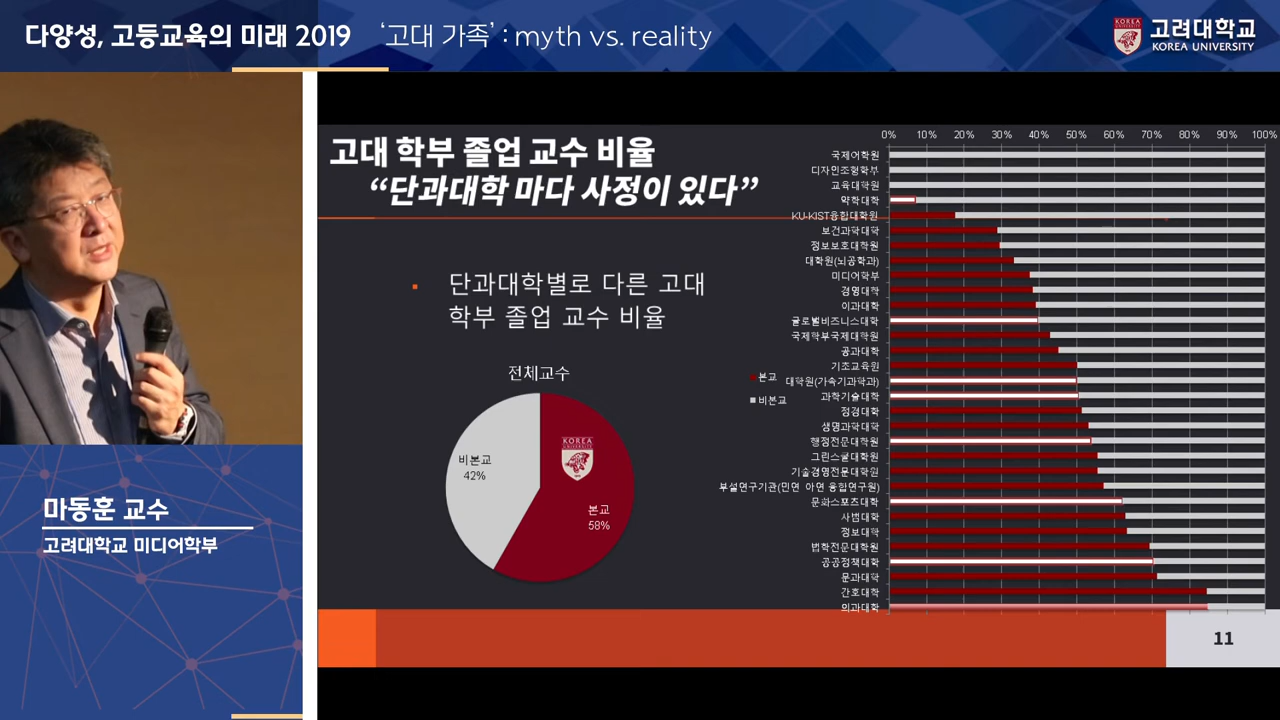 다양성, 고등교육의 미래 2019
‘고대 가족’ : myth vs. reality
KOREA
고려대학교
KOREA UNIVERSITY
고대 학부 졸업 교수 비율
“단과대학 마다 사정이 있다”
단과대학별로 다른 고대
학부 졸업 교수 비율
전체교수
비본교
42%
KOREA
UNIVERSITY
본교
58%
본교
비본교
0% 10% 20% 30% 40% 50% 60% 70% 80% 90% 100%
국제어학원
디자인조형학부
교육대학원
약학대학
KU-KIST융합대학원
보건과학대학
정보보호대학원
대학원(뇌공학과)
미디어학부
경영대학
이과대학
글로벌비즈니스대학
국제학부국제대학원
공과대학
기초교육원
대학원(가속기과학과)
과학기술대학
정경대학
생명과학대학
행정전문대학원
그린스쿨대학원
기술경영전문대학원
부설연구기관(민연 아연 융합연구원)
문화스포츠대학
사범대학
정보대학
법학전문대학원
공공정책대학
문과대학
간호대학
의과대학
11
마동훈 교수
고려대학교 미디어학부